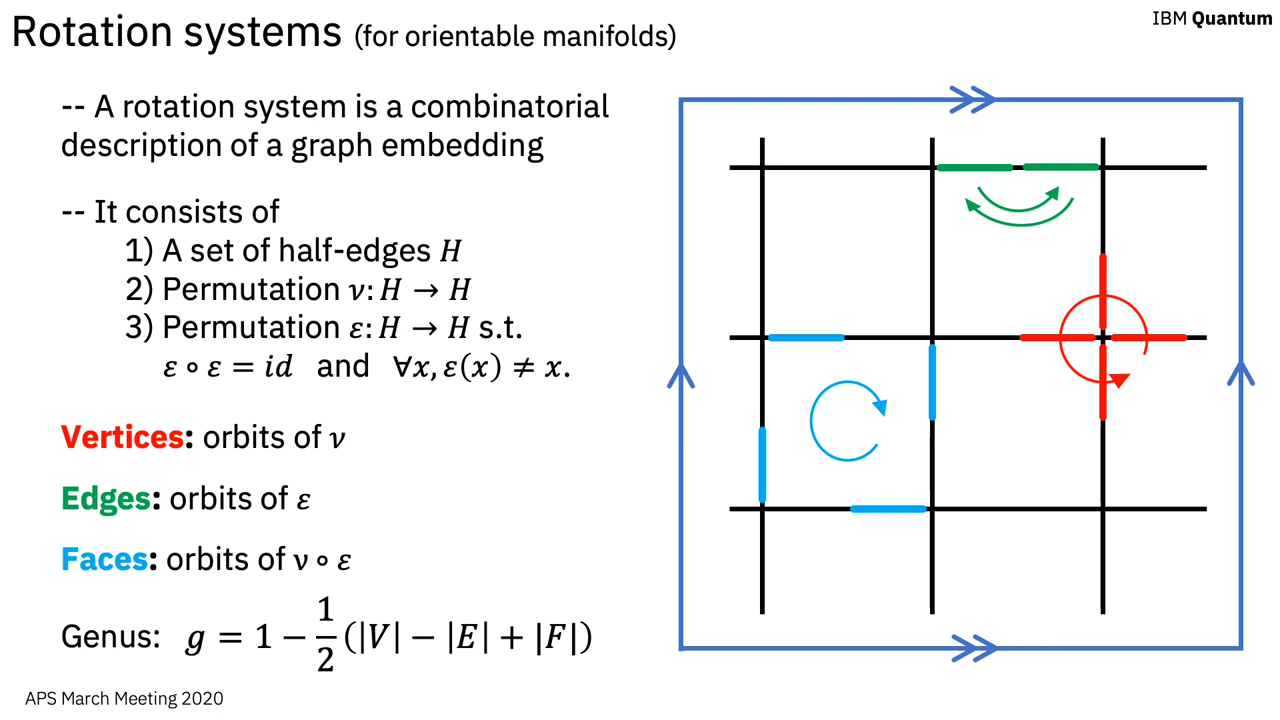 Rotation systems (for orientable manifolds)
IBM Quantum
-- A rotation system is a combinatorial
description of a graph embedding
-- It consists of
1) A set of half-edges H
2) Permutation ν: H → H
3) Permutation ε: H → H s.t.
ε ∘ ε = id and ∀x, ε(x) ≠ x.
Vertices: orbits of ν
Edges: orbits of ε
Faces: orbits of ν ∘ ε
Genus: g = 1 − 1/2 (|V| − |E| + |F|)
APS March Meeting 2020